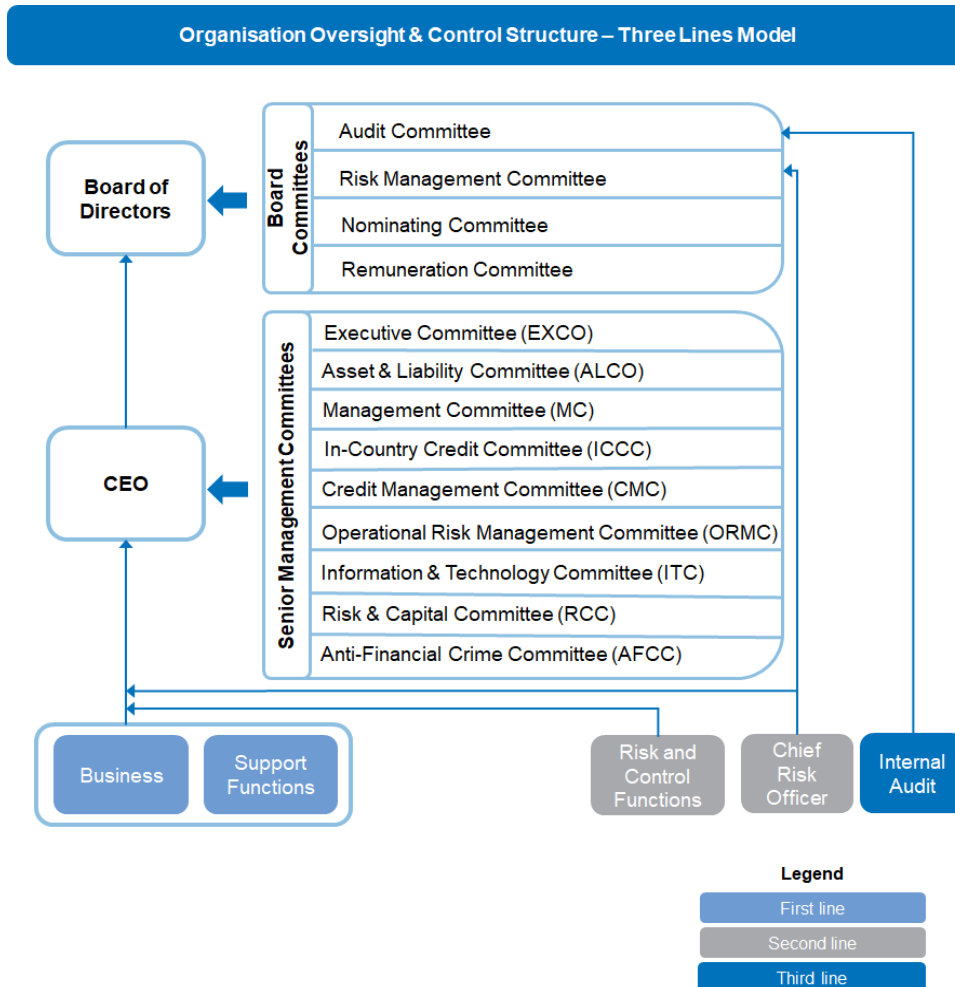 Organisation Oversight & Control Structure – Three Lines Model
Board of
Directors
Board
Committees
Audit Committee
Risk Management Committee
Nominating Committee
Remuneration Committee
CEO
Senior Management Committees
Executive Committee (EXCO)
Asset & Liability Committee (ALCO)
Management Committee (MC)
In-Country Credit Committee (ICCC)
Credit Management Committee (CMC)
Operational Risk Management Committee (ORMC)
Information & Technology Committee (ITC)
Risk & Capital Committee (RCC)
Anti-Financial Crime Committee (AFCC)
Business
Support
Functions
Risk and
Control
Functions
Chief
Risk
Officer
Internal
Audit
Legend
First line
Second line
Third line